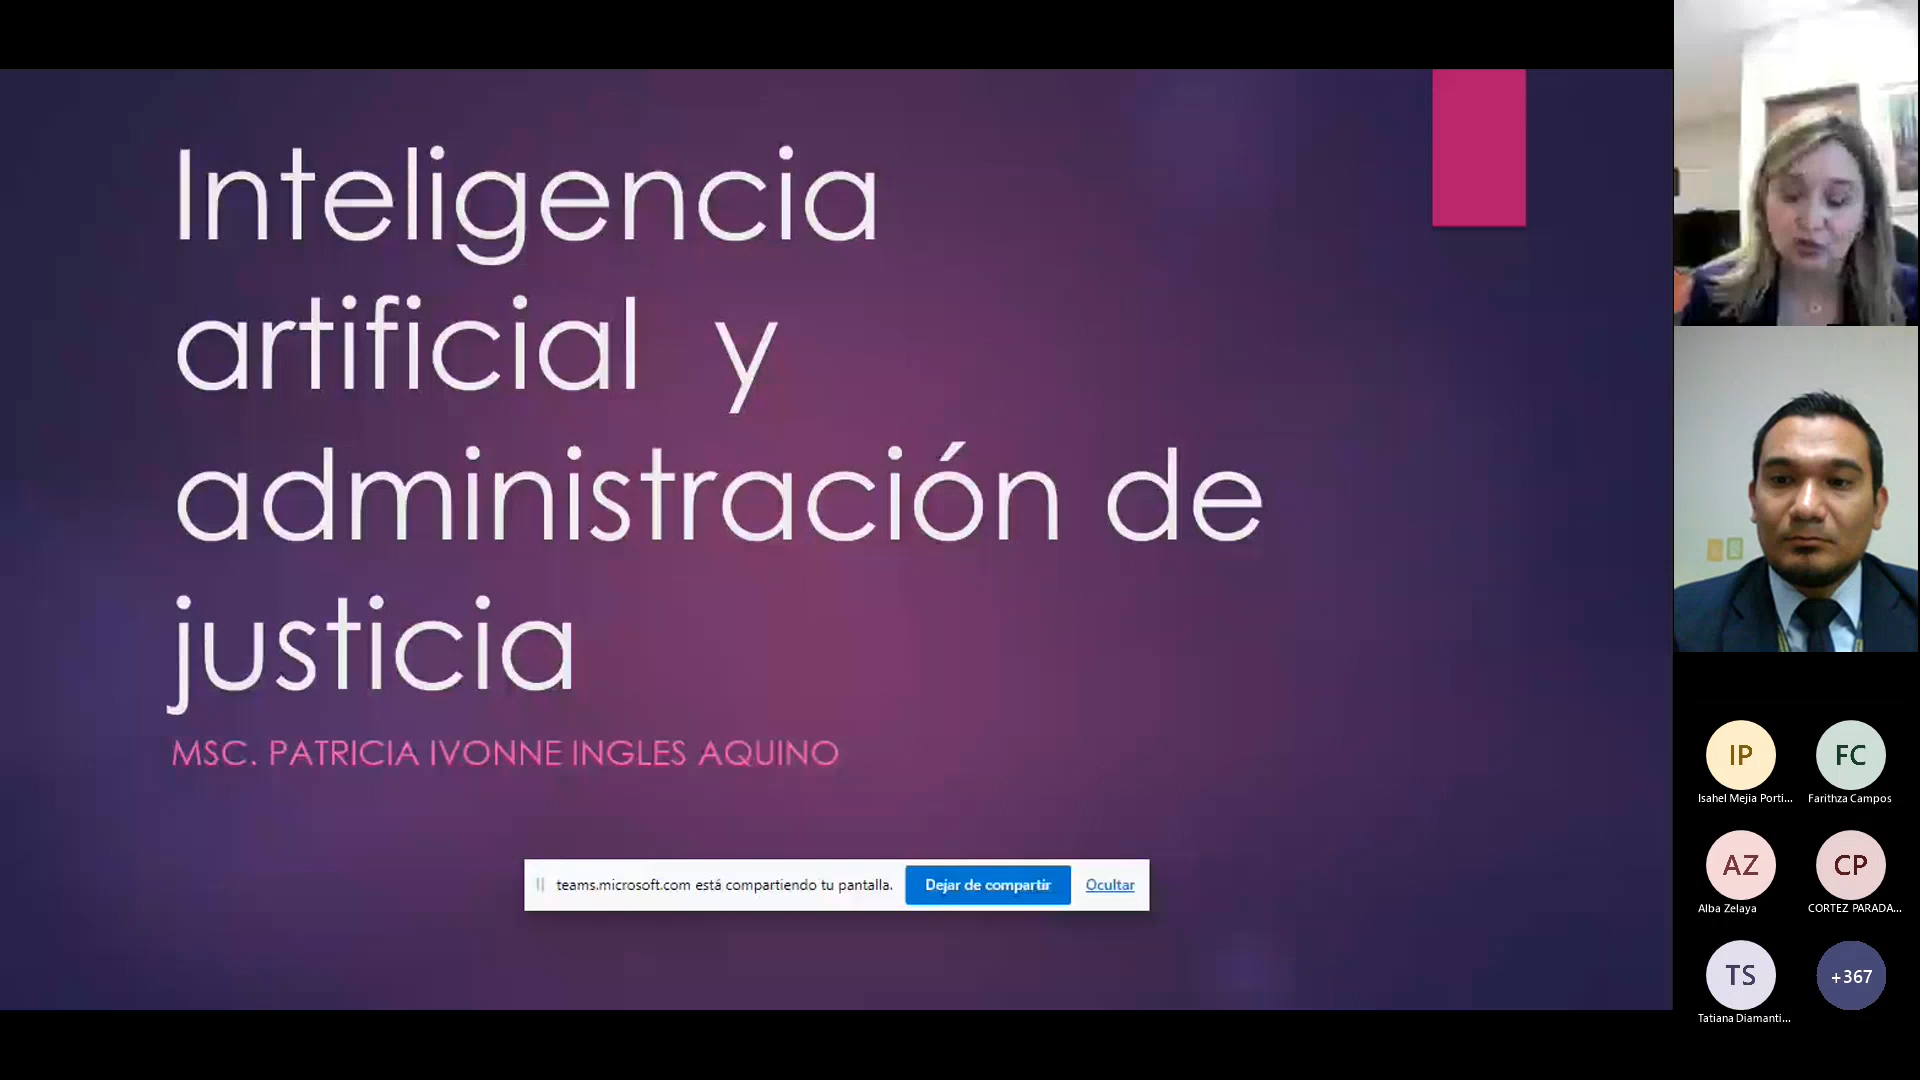 Inteligencia
artificial y
administración de
justicia
MSC. PATRICIA IVONNE INGLES AQUINO
teams.microsoft.com está compartiendo tu pantalla.
Dejar de compartir
Ocultar
IP
FC
Isahel Mejia Porti...
Farithza Campos
AZ
CP
Alba Zelaya
CORTEZ PARADA...
TS
+367
Tatiana Diamanti...